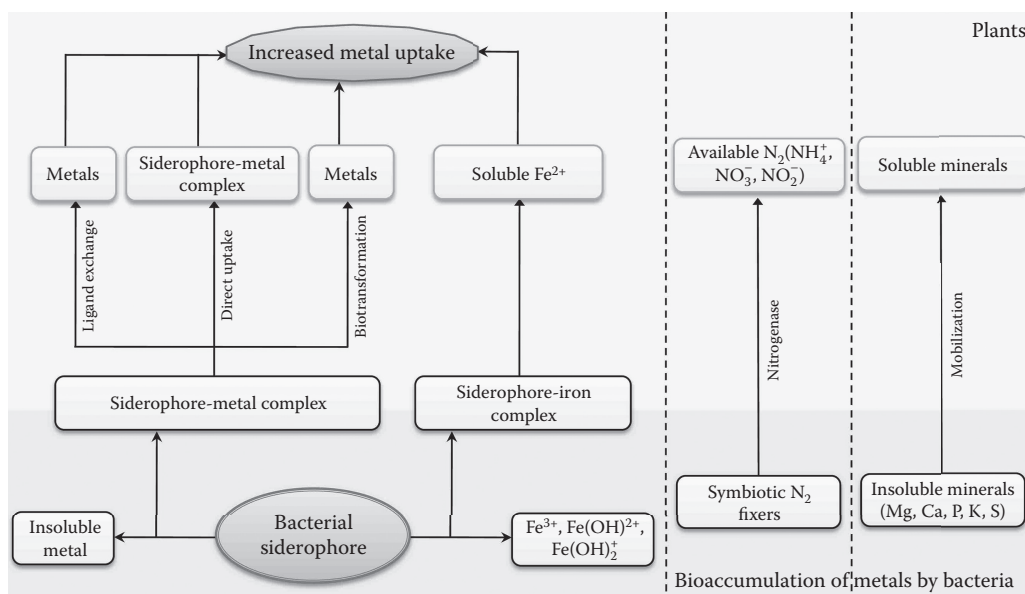 Plants
Increased metal uptake
Metals
Siderophore-metal
complex
Metals
Soluble Fe²⁺
Available N₂(NH₄⁺,
NO₃⁻, NO₂⁻)
Soluble minerals
Ligand exchange
Direct uptake
Biotransformation
Nitrogenase
Mobilization
Siderophore-metal complex
Siderophore-iron
complex
Insoluble
metal
Bacterial
siderophore
Fe³⁺, Fe(OH)²⁺,
Fe(OH)₂⁺
Symbiotic N₂
fixers
Insoluble minerals
(Mg, Ca, P, K, S)
Bioaccumulation of metals by bacteria